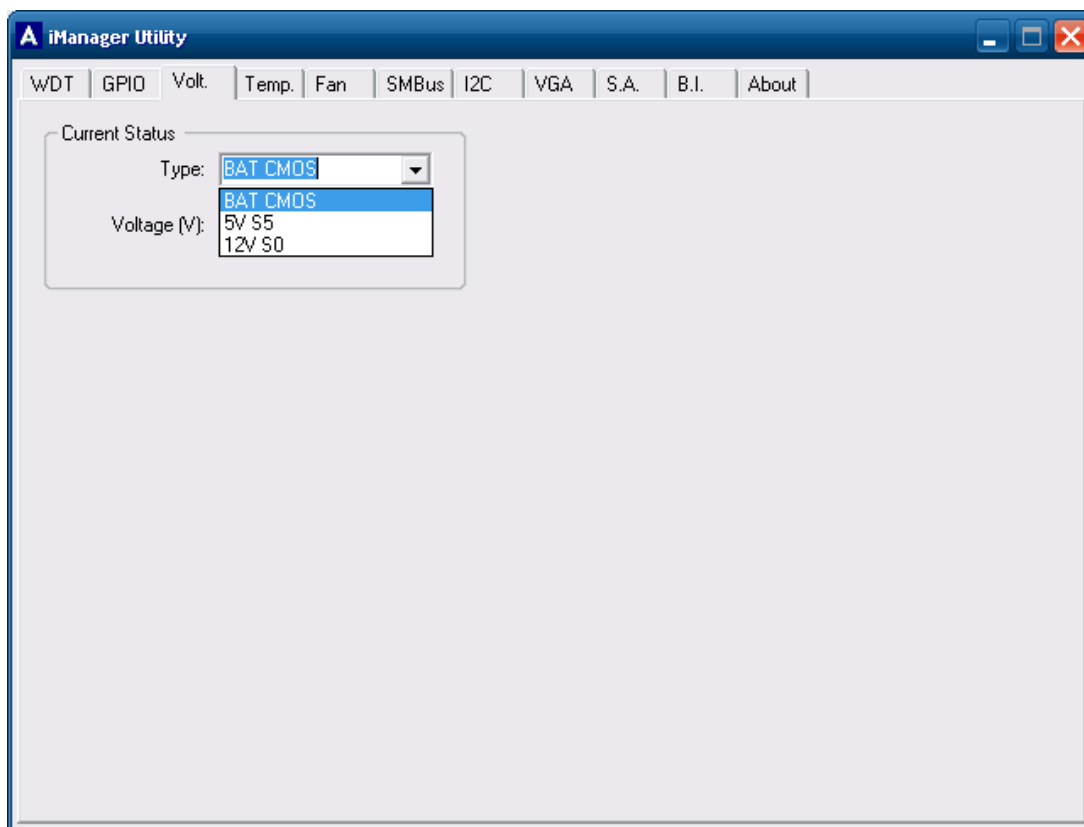 A iManager Utility
WDT GPIO Volt. Temp. Fan SMBus I2C VGA S.A. B.I. About
Current Status
Type: BAT CMOS
BAT CMOS
Voltage (V): 5V S5
12V S0